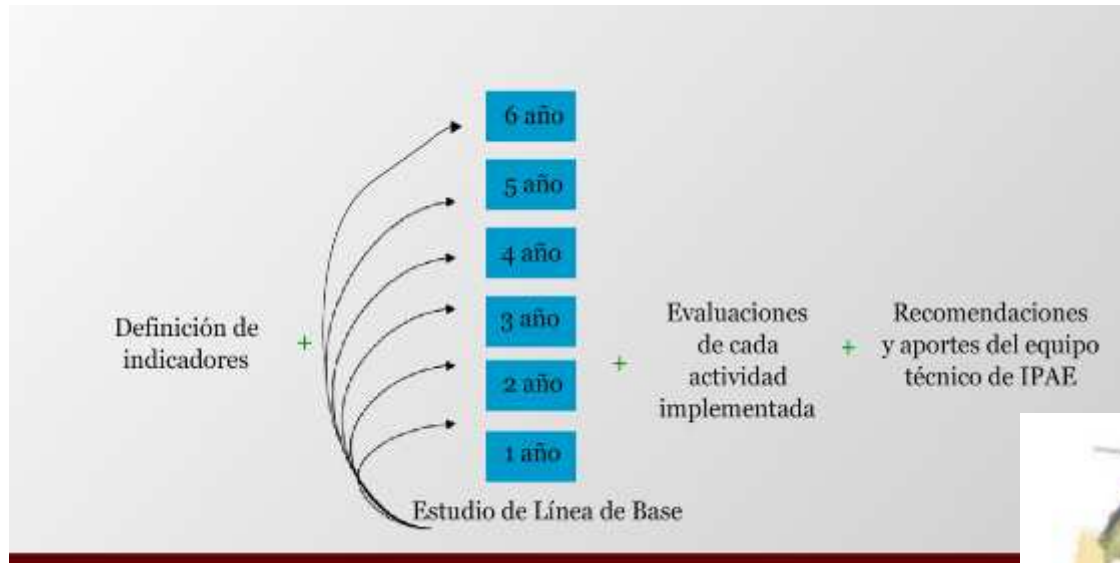 Definición de
indicadores
+
6 año
5 año
4 año
3 año
2 año
1 año
Estudio de Línea de Base
+
Evaluaciones
de cada
actividad
implementada
+
Recomendaciones
y aportes del equipo
técnico de IPAE